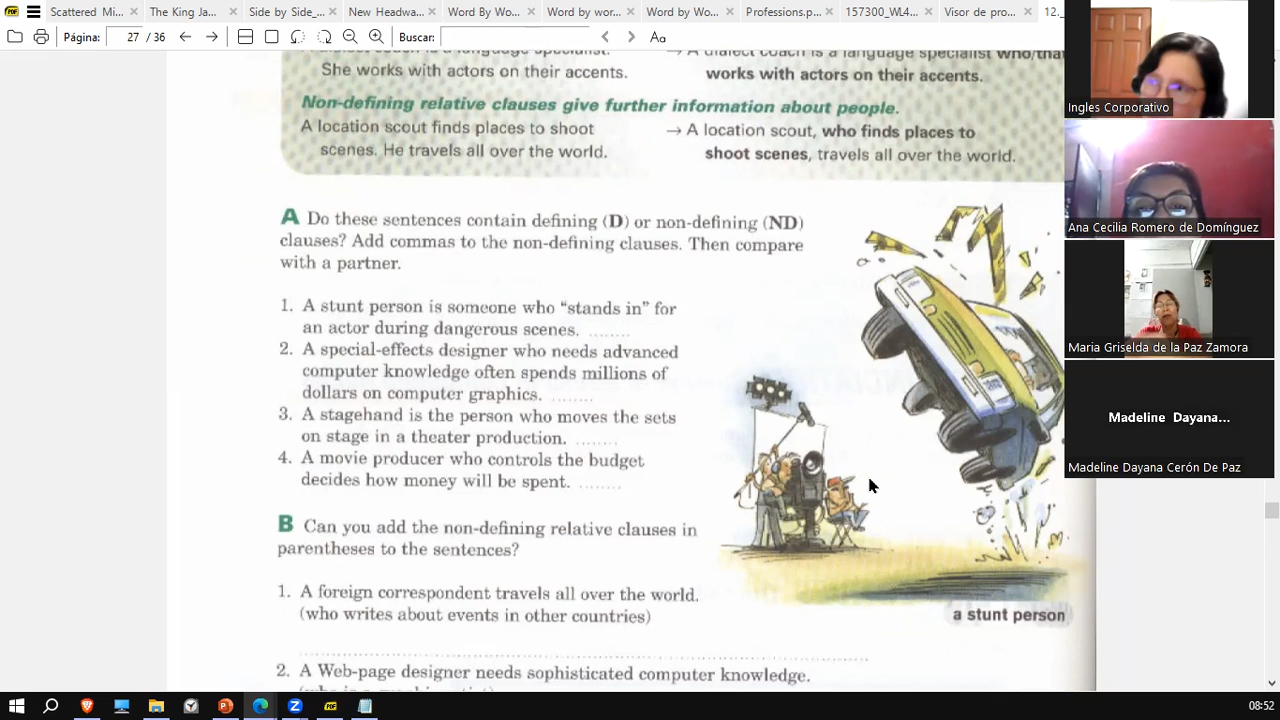 Scattered Mi...
The King Ja...
Side by Side_...
New Headwa...
Word By Wo...
Word by wor...
Word by Wo...
Professions.p...
157300_WL4...
Visor de pro...
12._
Página: 27 / 36
Buscar:
She works with actors on their accents.
→ A dialect coach is a language specialist who/that
works with actors on their accents.
Non-defining relative clauses give further information about people.
A location scout finds places to shoot
scenes. He travels all over the world.
→ A location scout, who finds places to
shoot scenes, travels all over the world.
A Do these sentences contain defining (D) or non-defining (ND)
clauses? Add commas to the non-defining clauses. Then compare
with a partner.
1. A stunt person is someone who “stands in” for
an actor during dangerous scenes. ........
2. A special-effects designer who needs advanced
computer knowledge often spends millions of
dollars on computer graphics. ........
3. A stagehand is the person who moves the sets
on stage in a theater production. ........
4. A movie producer who controls the budget
decides how money will be spent. ........
B Can you add the non-defining relative clauses in
parentheses to the sentences?
1. A foreign correspondent travels all over the world.
(who writes about events in other countries)
2. A Web-page designer needs sophisticated computer knowledge.
a stunt person
Ingles Corporativo
Ana Cecilia Romero de Domínguez
Maria Griselda de la Paz Zamora
Madeline Dayana...
Madeline Dayana Cerón De Paz
08:52